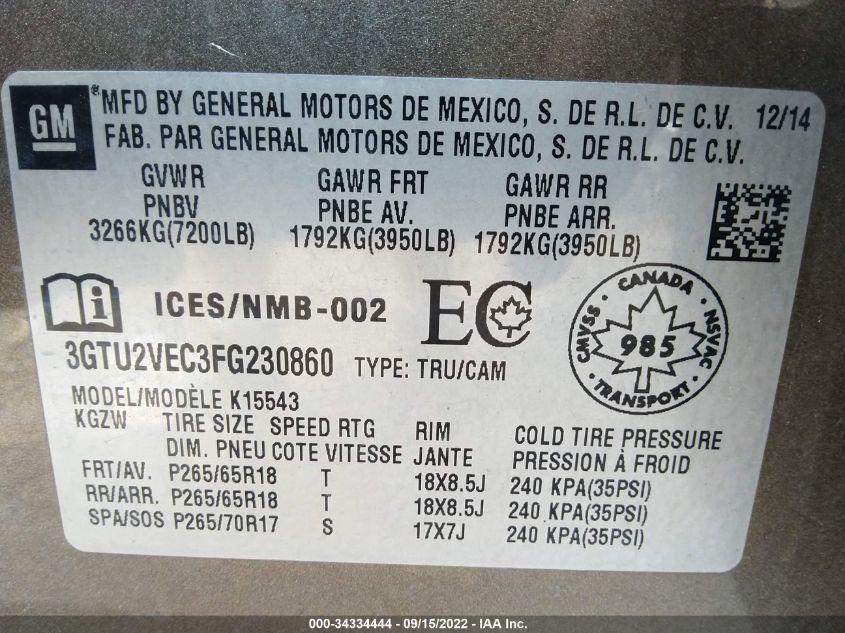 GM ® MFD BY GENERAL MOTORS DE MEXICO, S. DE R.L. DE C.V. 12/14
FAB. PAR GENERAL MOTORS DE MEXICO, S. DE R.L. DE C.V.
GVWR GAWR FRT GAWR RR
PNBV PNBE AV. PNBE ARR.
3266KG(7200LB) 1792KG(3950LB) 1792KG(3950LB)
i ICES/NMB-002 EC
CANADA
CMVSS 985 NSVAC
TRANSPORT
3GTU2VEC3FG230860 TYPE: TRU/CAM
MODEL/MODÈLE K15543
KGZW TIRE SIZE SPEED RTG RIM COLD TIRE PRESSURE
DIM. PNEU COTE VITESSE JANTE PRESSION À FROID
FRT/AV. P265/65R18 T 18X8.5J 240 KPA(35PSI)
RR/ARR. P265/65R18 T 18X8.5J 240 KPA(35PSI)
SPA/SOS P265/70R17 S 17X7J 240 KPA(35PSI)
000-34334444 - 09/15/2022 - IAA Inc.